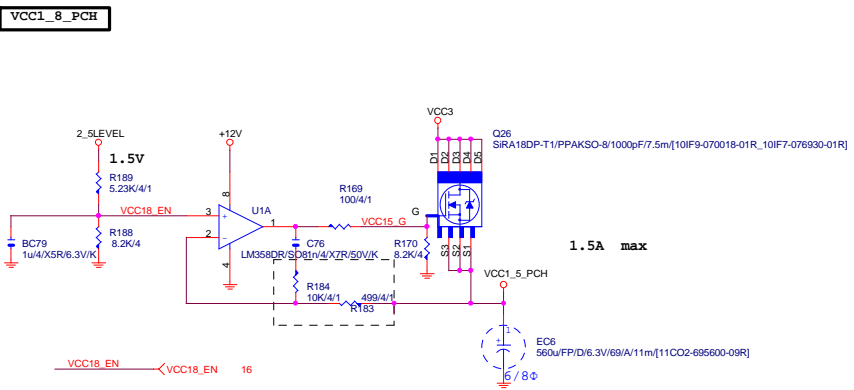 VCC1_8_PCH
VCC3
Q26
SiRA18DP-T1/PPAKSO-8/1000pF/7.5m/[10IF9-070018-01R_10IF7-076930-01R]
2_5LEVEL
+12V
1.5V
D1
D2
D3
D4
D5
R189
5.23K/4/1
8
R169
100/4/1
G
VCC18_EN
3
+
U1A
1
VCC15_G
2
-
R188
8.2K/4
BC79
1u/4/X5R/6.3V/K
4
C76
LM358DR/SO81n/4/X7R/50V/K
R170
8.2K/4
S3
S2
S1
1.5A max
VCC1_5_PCH
R184
10K/4/1
499/4/1
R183
1
+
EC6
560u/FP/D/6.3V/69/A/11m/[11CO2-695600-09R]
6/8Φ
VCC18_EN
VCC18_EN 16